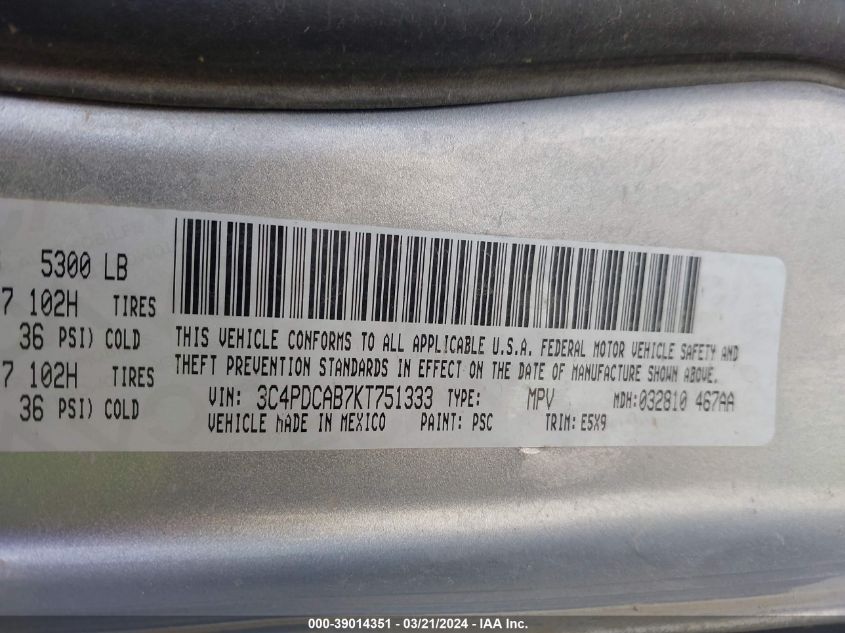 5300 LB
7 102H TIRES
36 PSI) COLD
7 102H TIRES
36 PSI) COLD
THIS VEHICLE CONFORMS TO ALL APPLICABLE U.S.A. FEDERAL MOTOR VEHICLE SAFETY AND
THEFT PREVENTION STANDARDS IN EFFECT ON THE DATE OF MANUFACTURE SHOWN ABOVE.
VIN: 3C4PDCAB7KT751333 TYPE: MPV MDH:032810 467AA
VEHICLE MADE IN MEXICO PAINT: PSC TRIM: E5X9
000-39014351 - 03/21/2024 - IAA Inc.